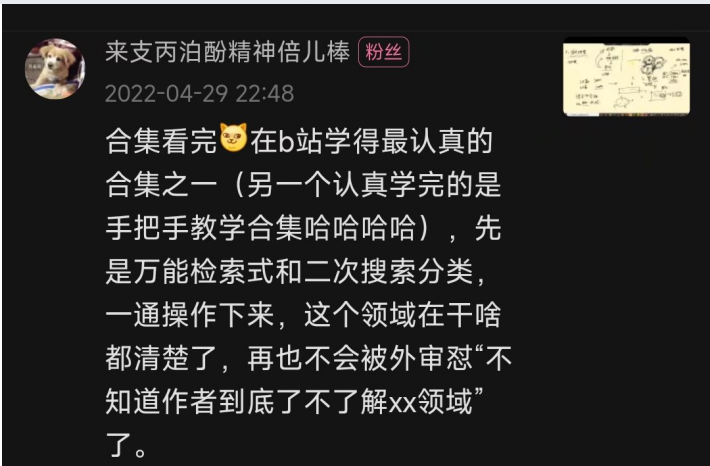 来支丙泊酚精神倍儿棒 粉丝
2022-04-29 22:48
合集看完在b站学得最认真的
合集之一（另一个认真学完的是
手把手教学合集哈哈哈哈），先
是万能检索式和二次搜索分类，
一通操作下来，这个领域在干啥
都清楚了，再也不会被外审怼“不
知道作者到底了不了解xx领域”
了。